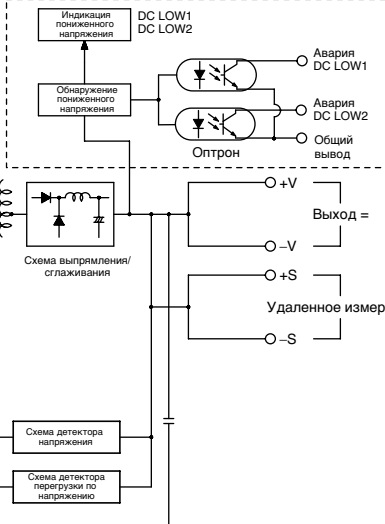 Индикация
пониженного
напряжения
DC LOW1
DC LOW2
Обнаружение
пониженного
напряжения
Авария
DC LOW1
Авария
DC LOW2
Оптрон
Общий
вывод
+V
Выход =
Схема выпрямления/
сглаживания
–V
+S
Удаленное измер
–S
Схема детектора
напряжения
Схема детектора
перегрузки по
напряжению